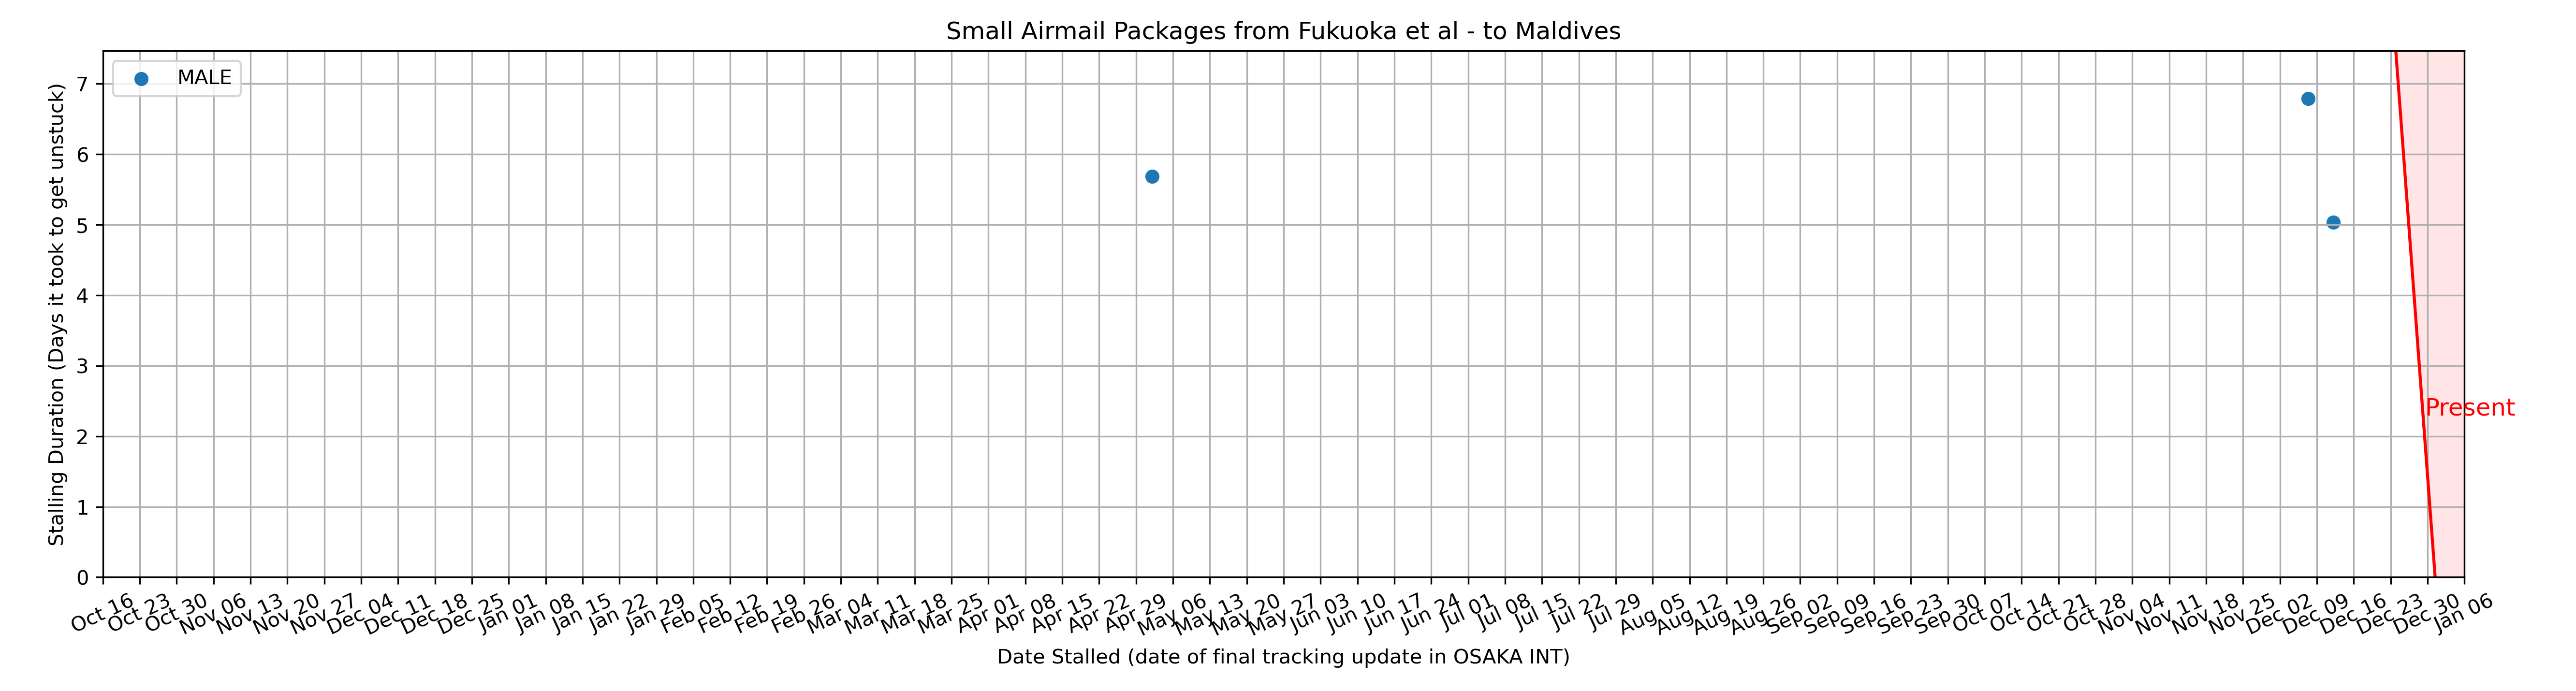 Small Airmail Packages from Fukuoka et al - to Maldives
MALE
Stalling Duration (Days it took to get unstuck)
7
6
5
4
3
2
1
0
Present
Oct 16
Oct 23
Oct 30
Nov 06
Nov 13
Nov 20
Nov 27
Dec 04
Dec 11
Dec 18
Dec 25
Jan 01
Jan 08
Jan 15
Jan 22
Jan 29
Feb 05
Feb 12
Feb 19
Feb 26
Mar 04
Mar 11
Mar 18
Mar 25
Apr 01
Apr 08
Apr 15
Apr 22
Apr 29
May 06
May 13
May 20
May 27
Jun 03
Jun 10
Jun 17
Jun 24
Jul 01
Jul 08
Jul 15
Jul 22
Jul 29
Aug 05
Aug 12
Aug 19
Aug 26
Sep 02
Sep 09
Sep 16
Sep 23
Sep 30
Oct 07
Oct 14
Oct 21
Oct 28
Nov 04
Nov 11
Nov 18
Nov 25
Dec 02
Dec 09
Dec 16
Dec 23
Dec 30
Jan 06
Date Stalled (date of final tracking update in OSAKA INT)